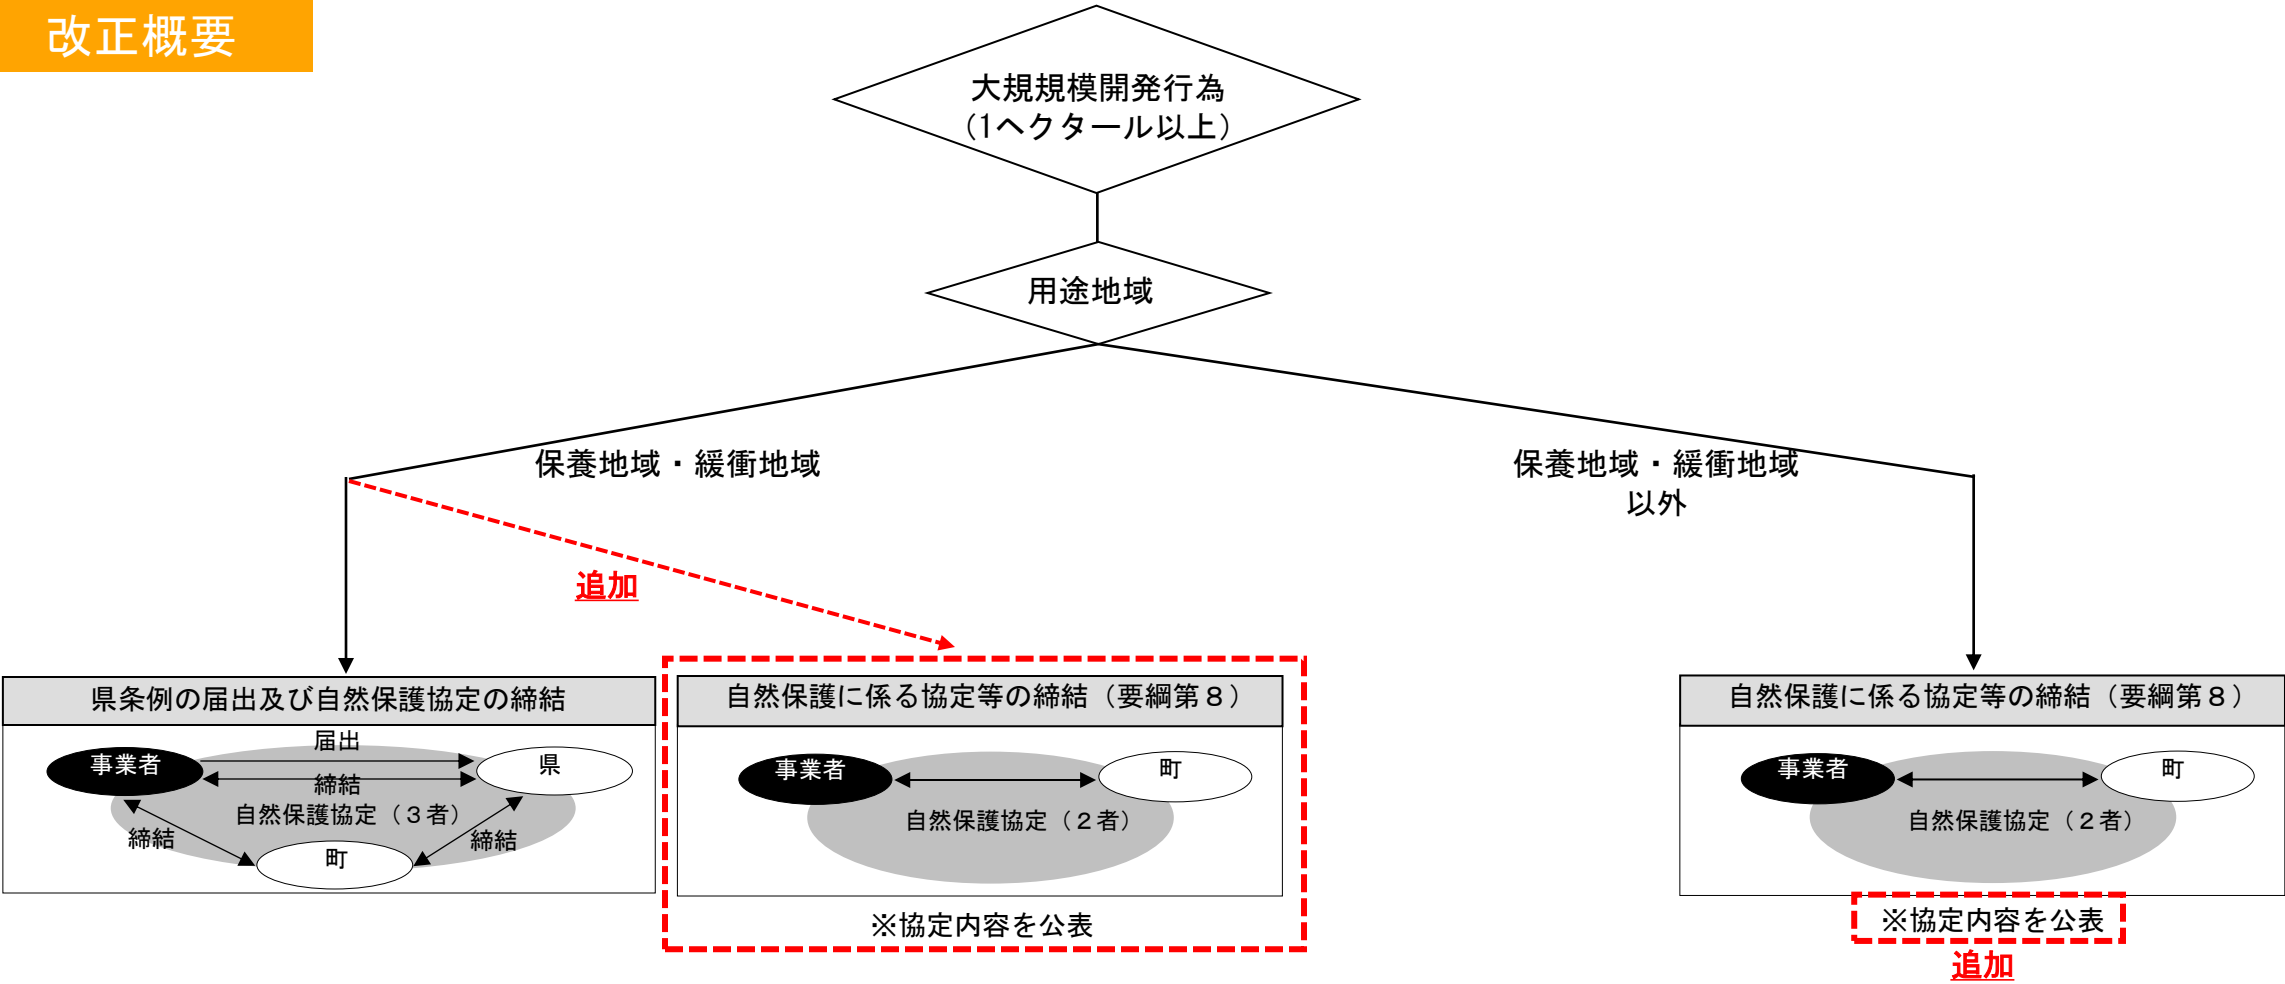 改正概要
大規規模開発行為
(1ヘクタール以上)
用途地域
保養地域・緩衝地域
保養地域・緩衝地域
以外
追加
県条例の届出及び自然保護協定の締結
届出
事業者
県
締結
自然保護協定（３者）
締結
締結
町
自然保護に係る協定等の締結（要綱第８）
事業者
町
自然保護協定（２者）
※協定内容を公表
自然保護に係る協定等の締結（要綱第８）
事業者
町
自然保護協定（２者）
※協定内容を公表
追加